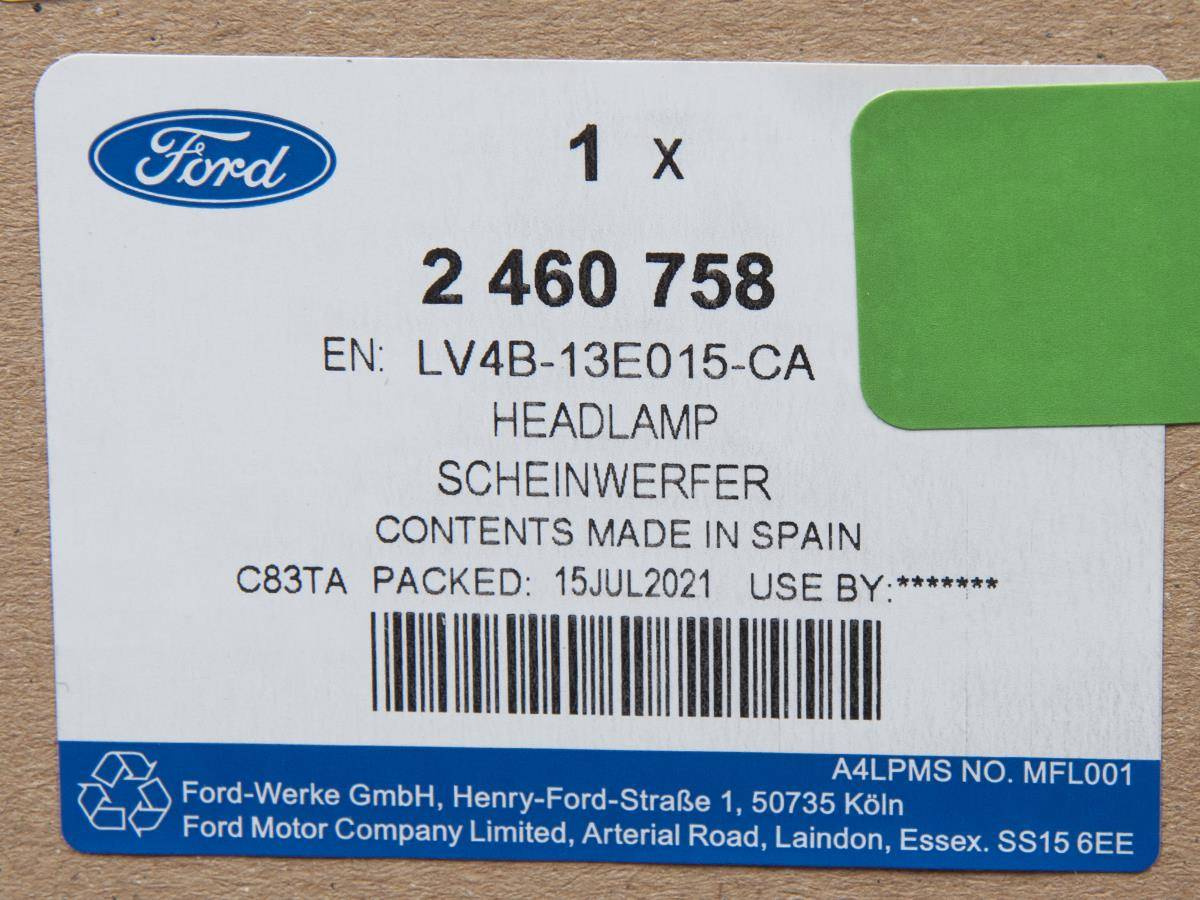 Ford
1 X
2 460 758
EN: LV4B-13E015-CA
HEADLAMP
SCHEINWERFER
CONTENTS MADE IN SPAIN
C83TA PACKED: 15JUL2021 USE BY:*******
A4LPMS NO. MFL001
Ford-Werke GmbH, Henry-Ford-Straße 1, 50735 Köln
Ford Motor Company Limited, Arterial Road, Laindon, Essex. SS15 6EE